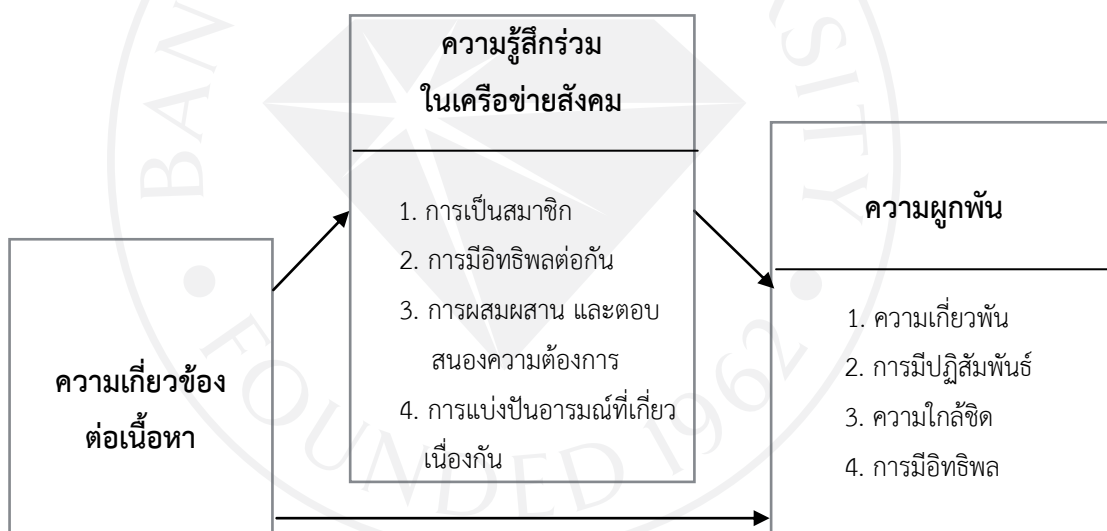 ความรู้สึกร่วม
ในเครือข่ายสังคม
1. การเป็นสมาชิก
2. การมีอิทธิพลต่อกัน
3. การผสมผสาน และตอบ
สนองความต้องการ
4. การแบ่งปันอารมณ์ที่เกี่ยว
เนื่องกัน
ความเกี่ยวข้อง
ต่อเนื้อหา
ความผูกพัน
1. ความเกี่ยวพัน
2. การมีปฏิสัมพันธ์
3. ความใกล้ชิด
4. การมีอิทธิพล
FOUNDED 1962